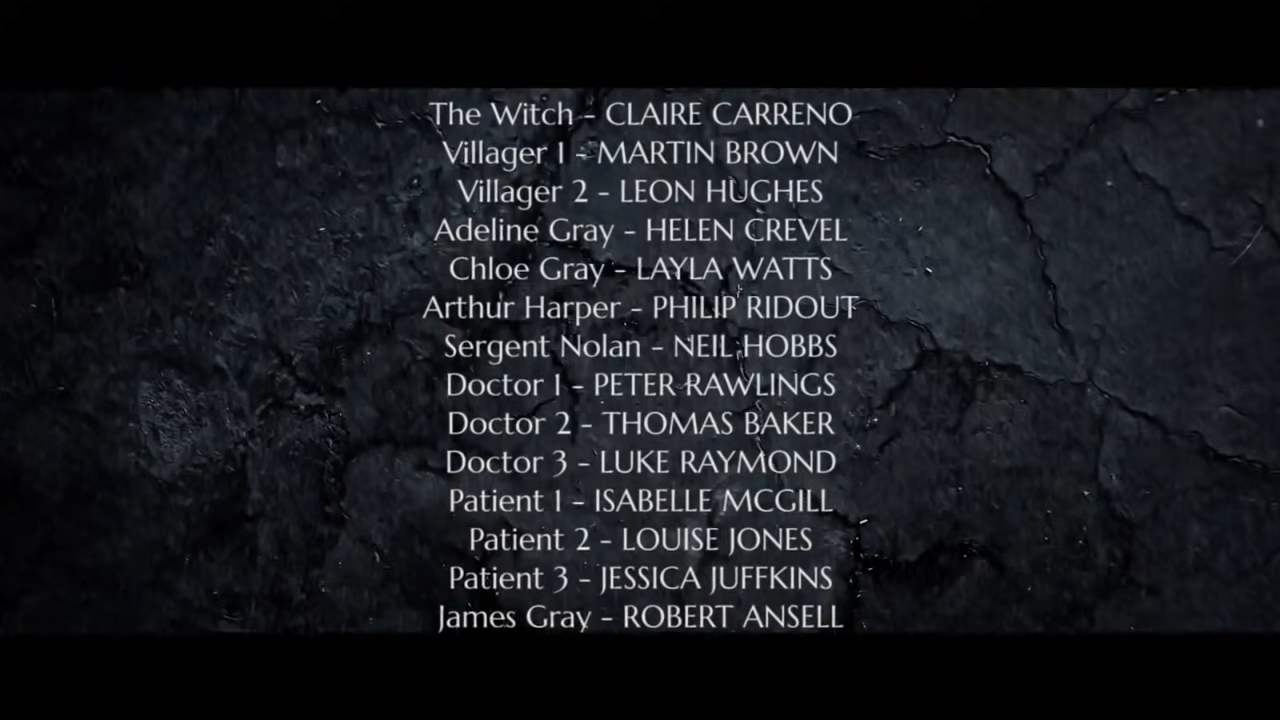 The Witch - CLAIRE CARRENO
Villager 1 - MARTIN BROWN
Villager 2 - LEON HUGHES
Adeline Gray - HELEN CREVEL
Chloe Gray - LAYLA WATTS
Arthur Harper - PHILIP RIDOUT
Sergent Nolan - NEIL HOBBS
Doctor 1 - PETER RAWLINGS
Doctor 2 - THOMAS BAKER
Doctor 3 - LUKE RAYMOND
Patient 1 - ISABELLE MCGILL
Patient 2 - LOUISE JONES
Patient 3 - JESSICA JUFFKINS
James Gray - ROBERT ANSELL